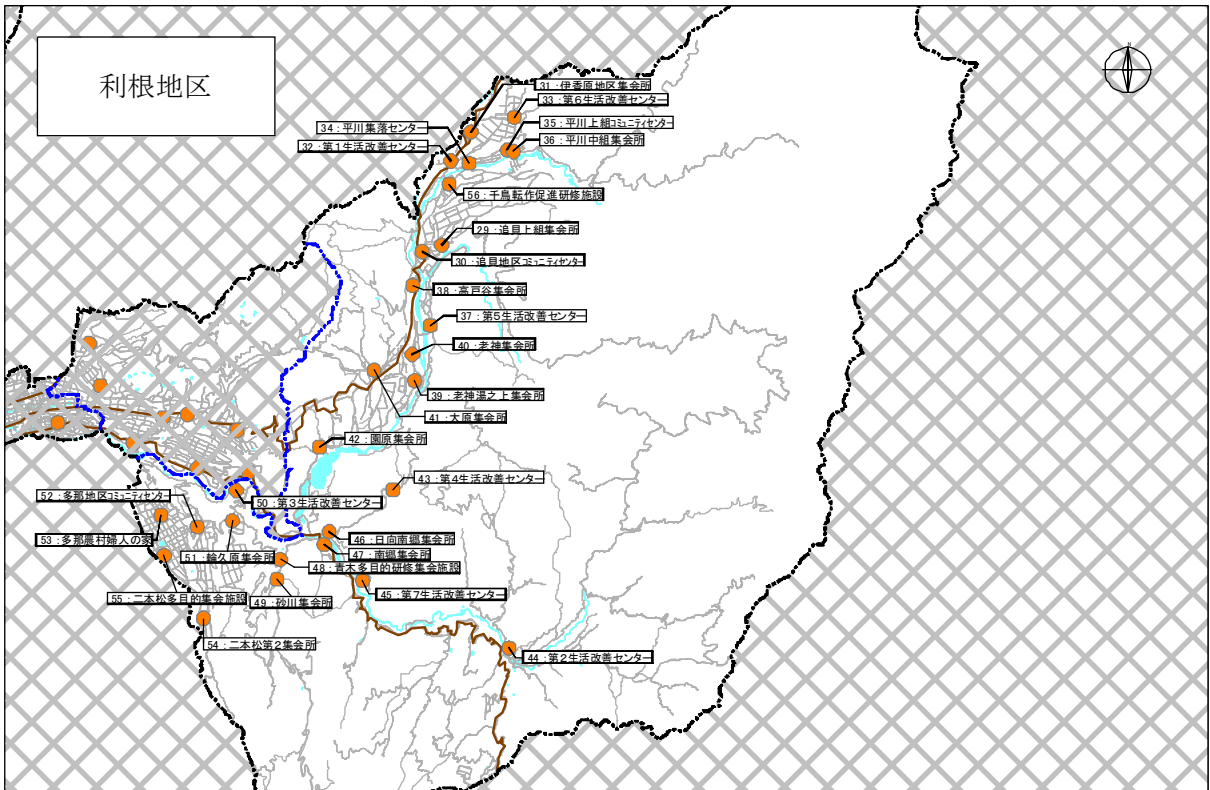 利根地区
N
31：伊香原地区集会所
33：第6生活改善センター
34：平川集落センター
35：平川上組コミュニティセンター
32：第1生活改善センター
36：平川中組集会所
56：千鳥転作促進研修施設
29：追貝上組集会所
30：追貝地区コミュニティセンター
38：高戸谷集会所
37：第5生活改善センター
40：老神集会所
39：老神湯之上集会所
41：大原集会所
42：園原集会所
43：第4生活改善センター
52：多那地区コミュニティセンター
50：第3生活改善センター
53：多那農村婦人の家
46：日向南郷集会所
51：輪久原集会所
47：南郷集会所
48：青木多目的研修集会施設
55：二本松多目的集会施設
49：砂川集会所
45：第7生活改善センター
54：二本松第2集会所
44：第2生活改善センター